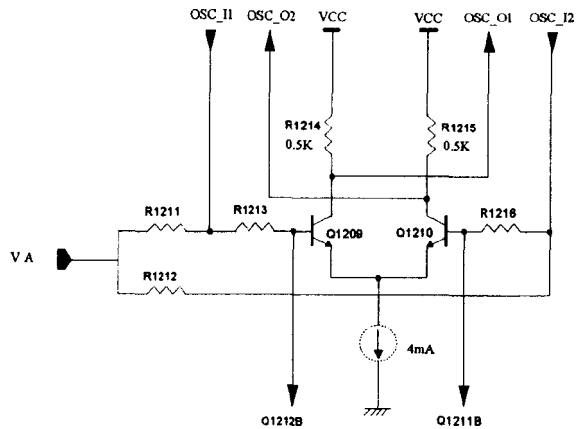 OSC_I1 OSC_O2 VCC VCC OSC_O1 OSC_I2
R1214 R1215
0.5K 0.5K
R1211 R1213 R1216
Q1209 Q1210
V A
R1212
4mA
Q1212B Q1211B